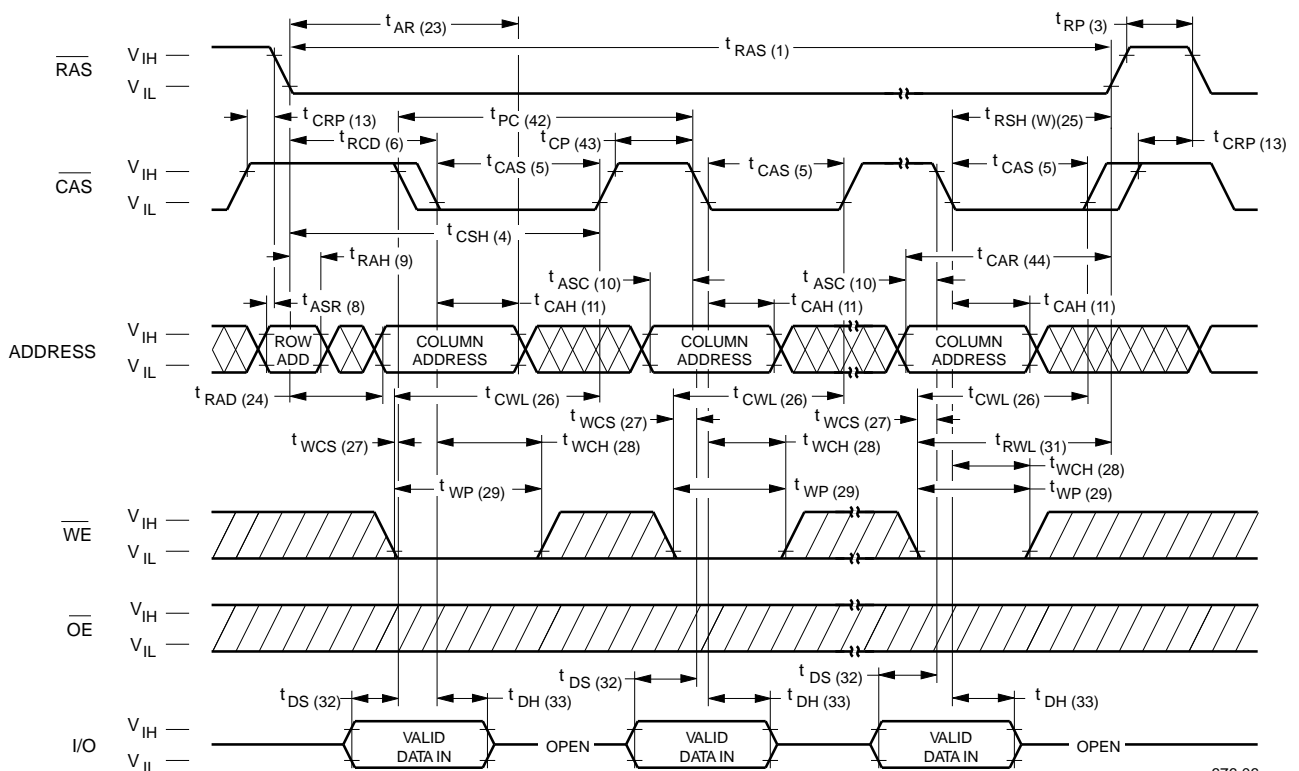 t AR (23)
t RP (3)
t RAS (1)
RAS
V IH
V IL
t CRP (13)
t PC (42)
t RSH (W)(25)
t RCD (6)
t CP (43)
t CRP (13)
t CAS (5)
t CAS (5)
t CAS (5)
CAS
V IH
V IL
t CSH (4)
t RAH (9)
t CAR (44)
t ASC (10)
t ASC (10)
t ASR (8)
t CAH (11)
t CAH (11)
t CAH (11)
ADDRESS
V IH
V IL
ROW ADD
COLUMN ADDRESS
COLUMN ADDRESS
COLUMN ADDRESS
t RAD (24)
t CWL (26)
t CWL (26)
t CWL (26)
t WCS (27)
t WCS (27)
t WCS (27)
t WCH (28)
t WCH (28)
t RWL (31)
t WCH (28)
t WP (29)
t WP (29)
t WP (29)
WE
V IH
V IL
OE
V IH
V IL
t DS (32)
t DS (32)
t DS (32)
t DH (33)
t DH (33)
t DH (33)
I/O
V IH
V IL
VALID DATA IN
OPEN
VALID DATA IN
VALID DATA IN
OPEN